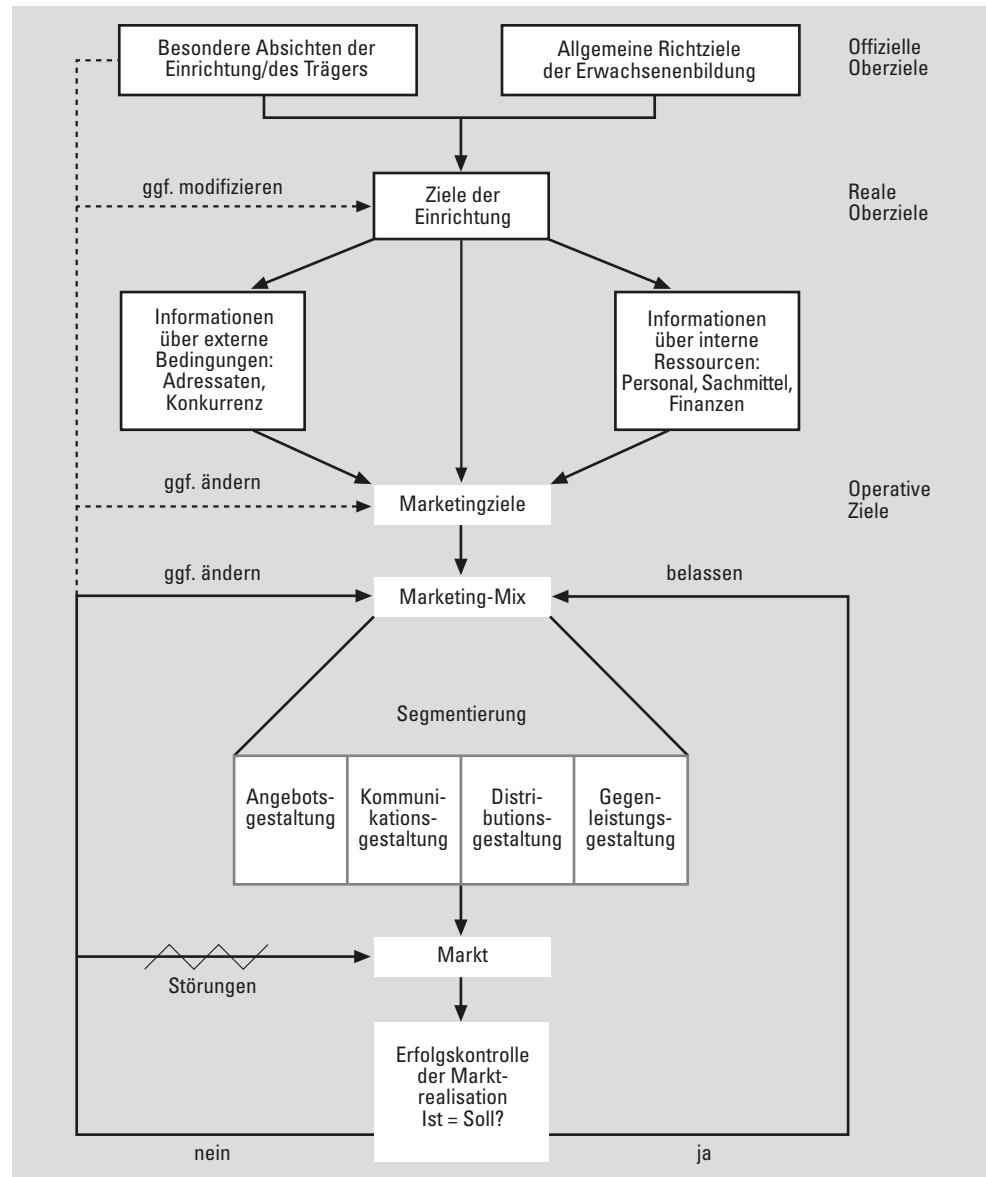 Besondere Absichten der
Einrichtung/des Trägers
Allgemeine Richtziele
der Erwachsenenbildung
Offizielle
Oberziele
ggf. modifizieren
Ziele der
Einrichtung
Reale
Oberziele
Informationen
über externe
Bedingungen:
Adressaten,
Konkurrenz
Informationen
über interne
Ressourcen:
Personal, Sachmittel,
Finanzen
ggf. ändern
Marketingziele
Operative
Ziele
ggf. ändern
Marketing-Mix
belassen
Segmentierung
Angebots-
gestaltung
Kommuni-
kations-
gestaltung
Distri-
butions-
gestaltung
Gegen-
leistungs-
gestaltung
Markt
Störungen
Erfolgskontrolle
der Markt-
realisation
Ist = Soll?
nein
ja